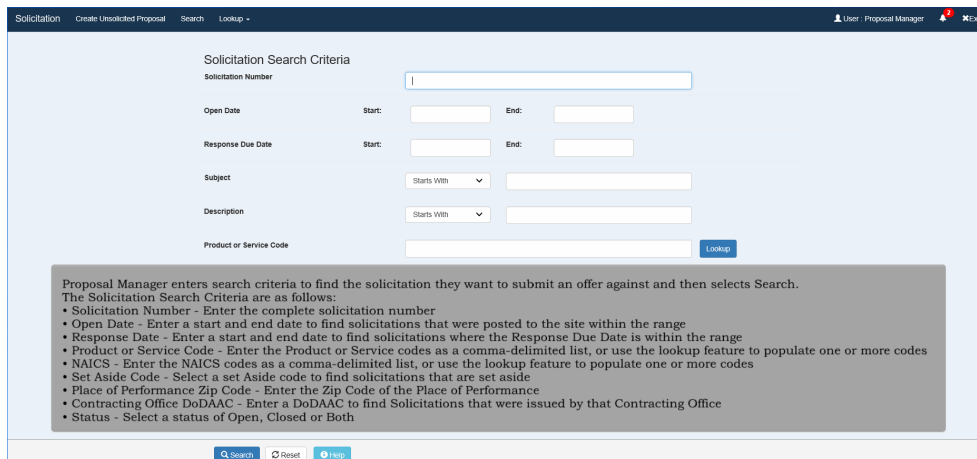 Solicitation Create Unsolicited Proposal Search Lookup User : Proposal Manager 2
Solicitation Search Criteria
Solicitation Number
Open Date Start: End:
Response Due Date Start: End:
Subject Starts With
Description Starts With
Product or Service Code Lookup
Proposal Manager enters search criteria to find the solicitation they want to submit an offer against and then selects Search.
The Solicitation Search Criteria are as follows:
• Solicitation Number - Enter the complete solicitation number
• Open Date - Enter a start and end date to find solicitations that were posted to the site within the range
• Response Date - Enter a start and end date to find solicitations where the Response Due Date is within the range
• Product or Service Code - Enter the Product or Service codes as a comma-delimited list, or use the lookup feature to populate one or more codes
• NAICS - Enter the NAICS codes as a comma-delimited list, or use the lookup feature to populate one or more codes
• Set Aside Code - Select a set Aside code to find solicitations that are set aside
• Place of Performance Zip Code - Enter the Zip Code of the Place of Performance
• Contracting Office DoDAAC - Enter a DoDAAC to find Solicitations that were issued by that Contracting Office
• Status - Select a status of Open, Closed or Both
Search Reset Help